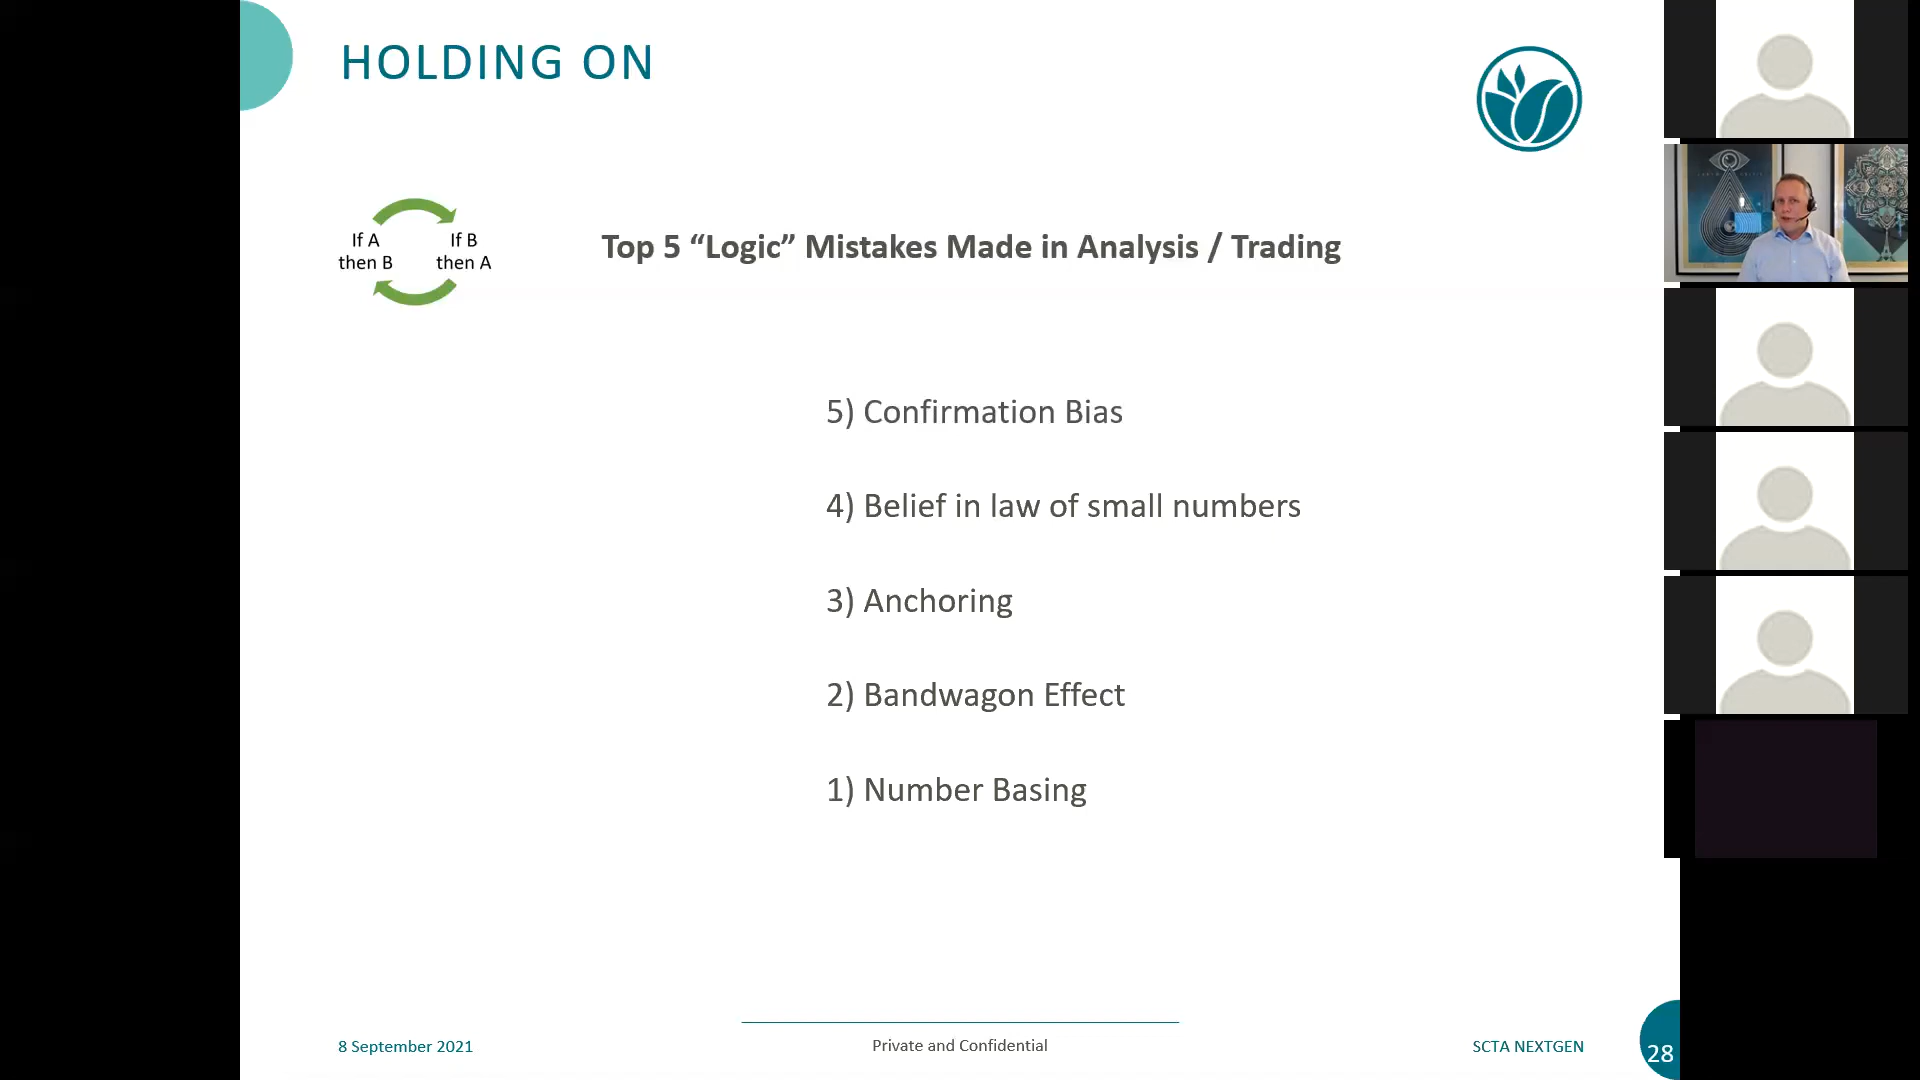 HOLDING ON
If A
then B
If B
then A
Top 5 “Logic” Mistakes Made in Analysis / Trading
5) Confirmation Bias
4) Belief in law of small numbers
3) Anchoring
2) Bandwagon Effect
1) Number Basing
8 September 2021
Private and Confidential
SCTA NEXTGEN
28